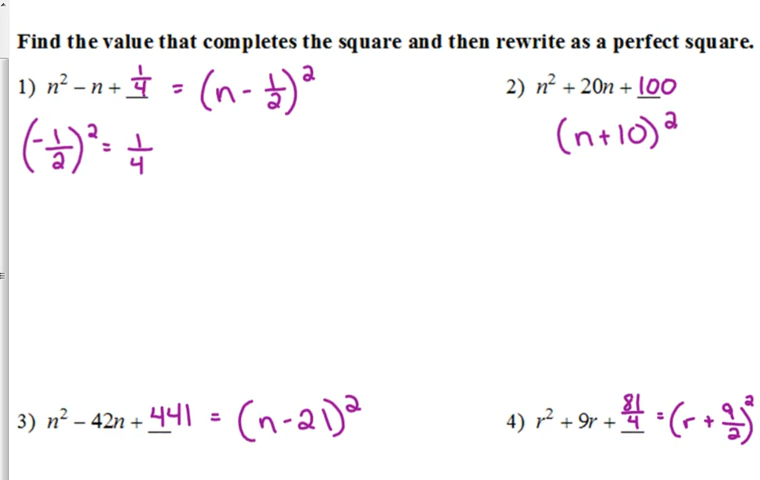 Find the value that completes the square and then rewrite as a perfect square.
1) n² − n + 1/4 = (n - 1/2)²
(-1/2)² = 1/4
2) n² + 20n + 100
(n+10)²
3) n² − 42n + 441 = (n-21)²
4) r² + 9r + 81/4 = (r + 9/2)²